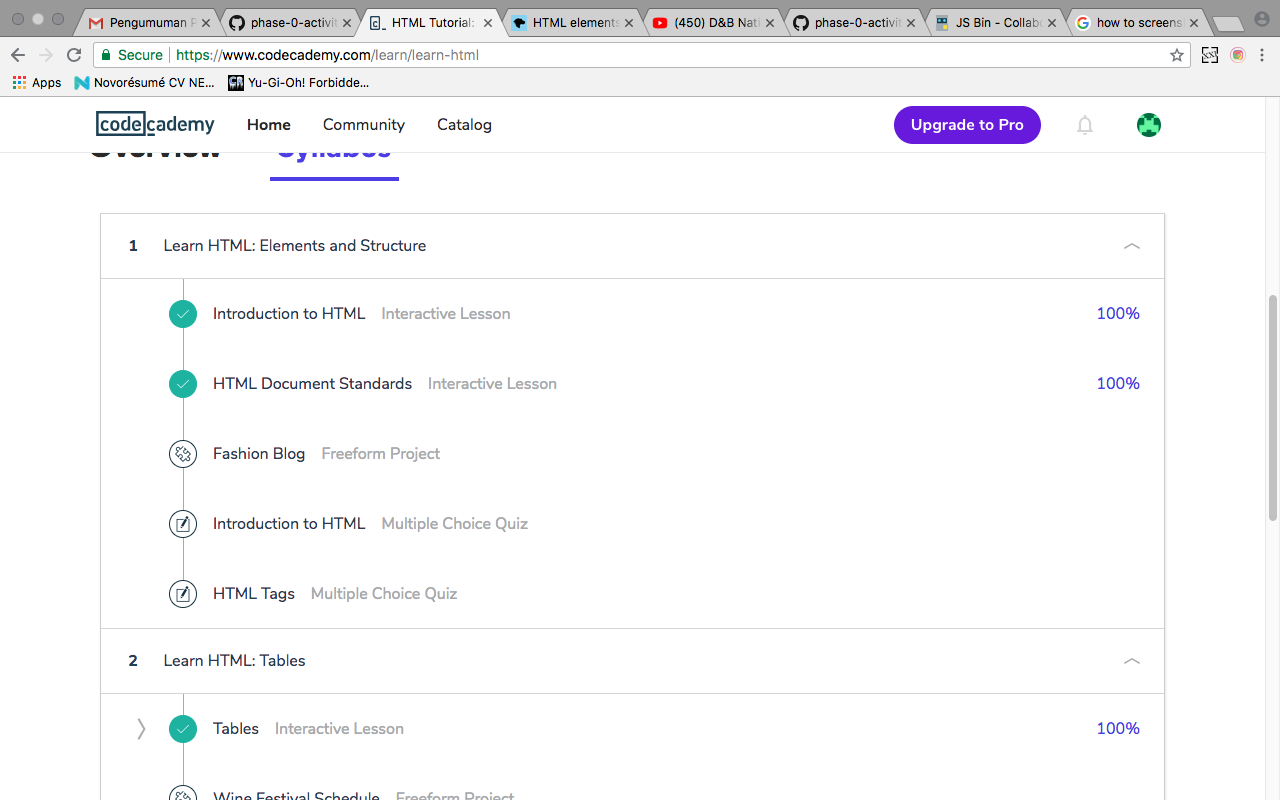 Pengumuman P
phase-0-activit
HTML Tutorial:
HTML element
(450) D&B Nati
phase-0-activit
JS Bin - Collabo
how to screens
Secure https://www.codecademy.com/learn/learn-html
Apps Novorésumé CV NE... Yu-Gi-Oh! Forbidde...
codecademy Home Community Catalog Upgrade to Pro
Overview Syllabus
1 Learn HTML: Elements and Structure
Introduction to HTML Interactive Lesson 100%
HTML Document Standards Interactive Lesson 100%
Fashion Blog Freeform Project
Introduction to HTML Multiple Choice Quiz
HTML Tags Multiple Choice Quiz
2 Learn HTML: Tables
Tables Interactive Lesson 100%
Wine Festival Schedule Freeform Project